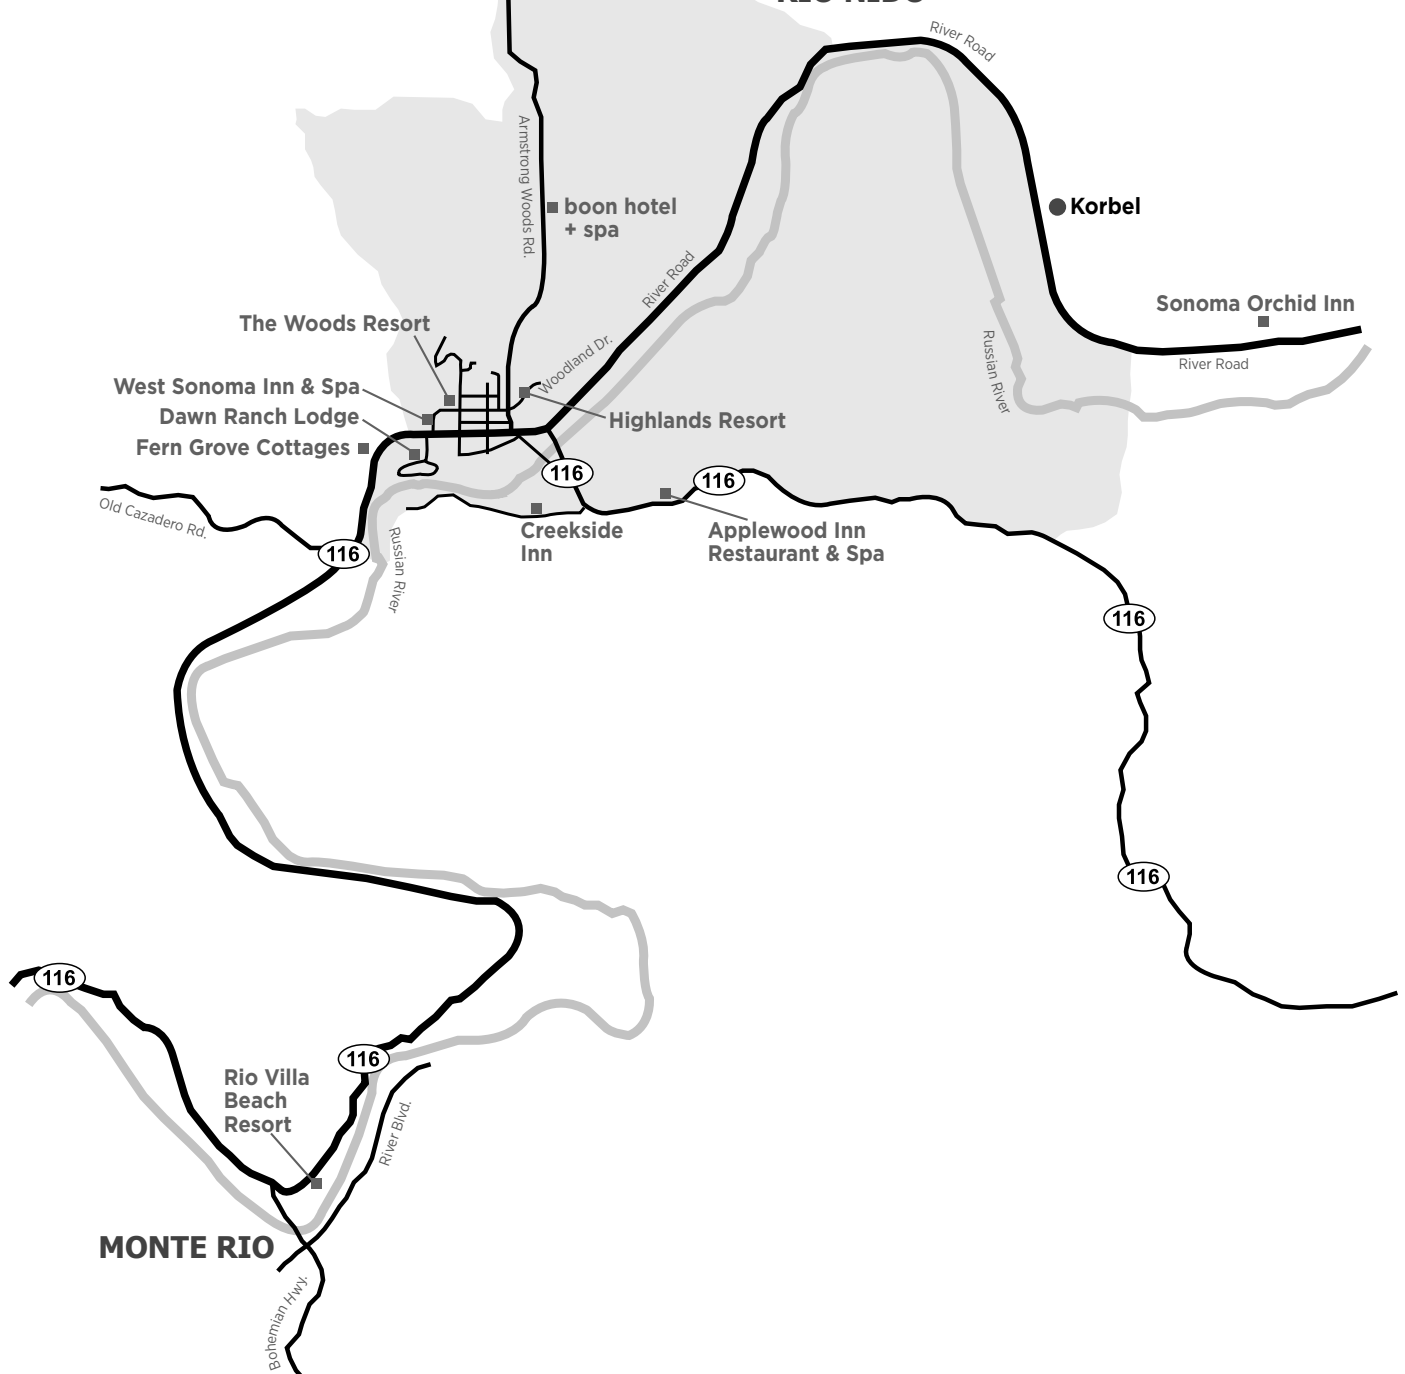 RIO NIDO
River Road
Armstrong Woods Rd.
boon hotel
+ spa
Korbel
River Road
Sonoma Orchid Inn
River Road
The Woods Resort
Woodland Dr.
Russian River
West Sonoma Inn & Spa
Dawn Ranch Lodge
Highlands Resort
Fern Grove Cottages
116
116
Old Cazadero Rd.
Creekside
Inn
Applewood Inn
Restaurant & Spa
116
Russian River
116
116
116
116
Rio Villa
Beach
Resort
River Blvd.
MONTE RIO
Bohemian Hwy.